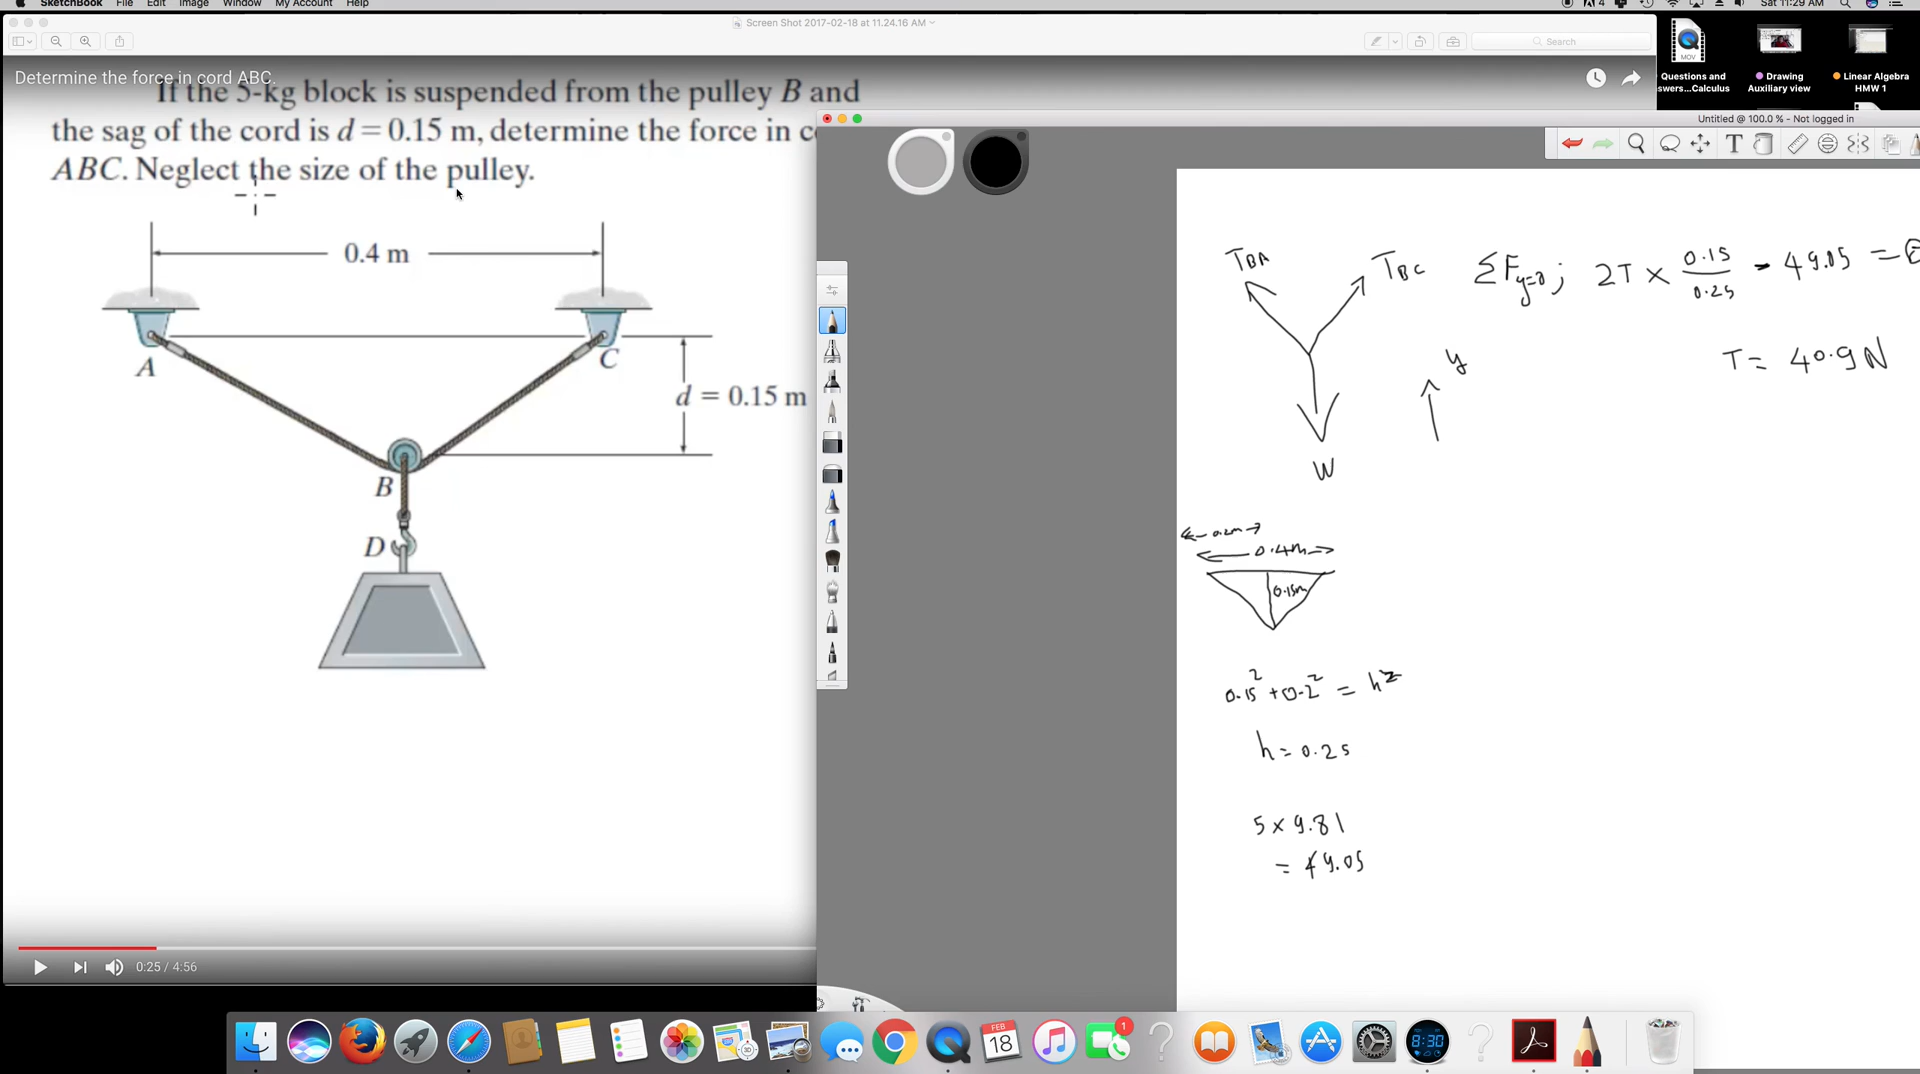 SketchBook File Edit Image Window My Account Help
4
Sat 11:29 AM
Screen Shot 2017-02-18 at 11.24.16 AM
Search
Determine the force in cord ABC.
If the 5-kg block is suspended from the pulley B and
the sag of the cord is d = 0.15 m, determine the force in
ABC. Neglect the size of the pulley.
0.4 m
A
C
d = 0.15 m
B
D
0:25 / 4:56
MOV
Questions and
swers...Calculus
Drawing
Auxiliary view
Linear Algebra
HMW 1
Untitled @ 100.0 % - Not logged in
T
TBA
TBC
ΣFy=0; 2T × 0.15/0.25 - 49.05 = 0
T = 40.9N
y
W
0.2m
0.4m
0.15m
0.15² + 0.2² = h²
h = 0.25
5 × 9.81
= 49.05
FEB
18
1
8:30
3D